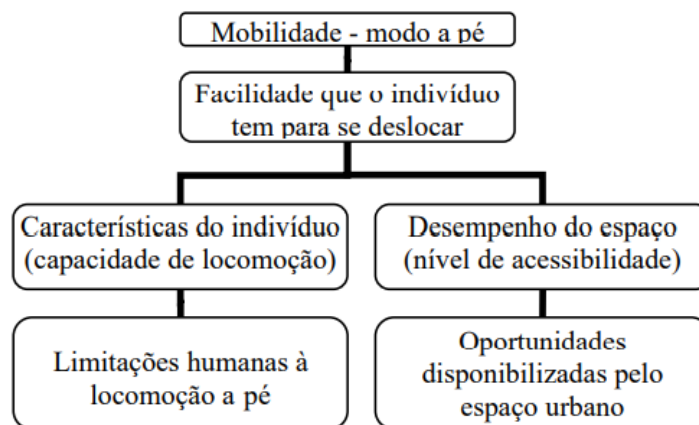 Mobilidade - modo a pé
Facilidade que o indivíduo
tem para se deslocar
Características do indivíduo
(capacidade de locomoção)
Desempenho do espaço
(nível de acessibilidade)
Limitações humanas à
locomoção a pé
Oportunidades
disponibilizadas pelo
espaço urbano